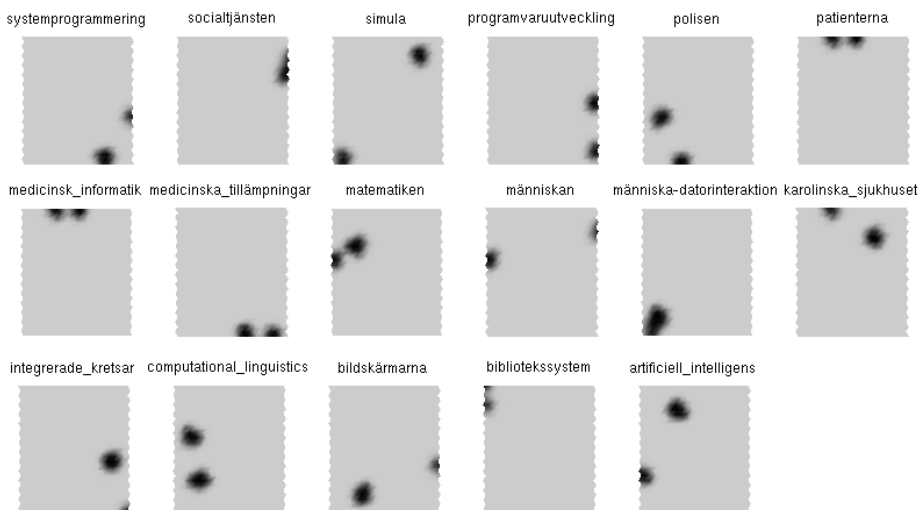 systemprogrammering socialtjänsten simula programvaruutveckling polisen patienterna
medicinsk_informatik medicinska_tillämpningar matematiken människan människa-datorinteraktion karolinska_sjukhuset
integrerade_kretsar computational_linguistics bildskärmarna bibliotekssystem artificiell_intelligens